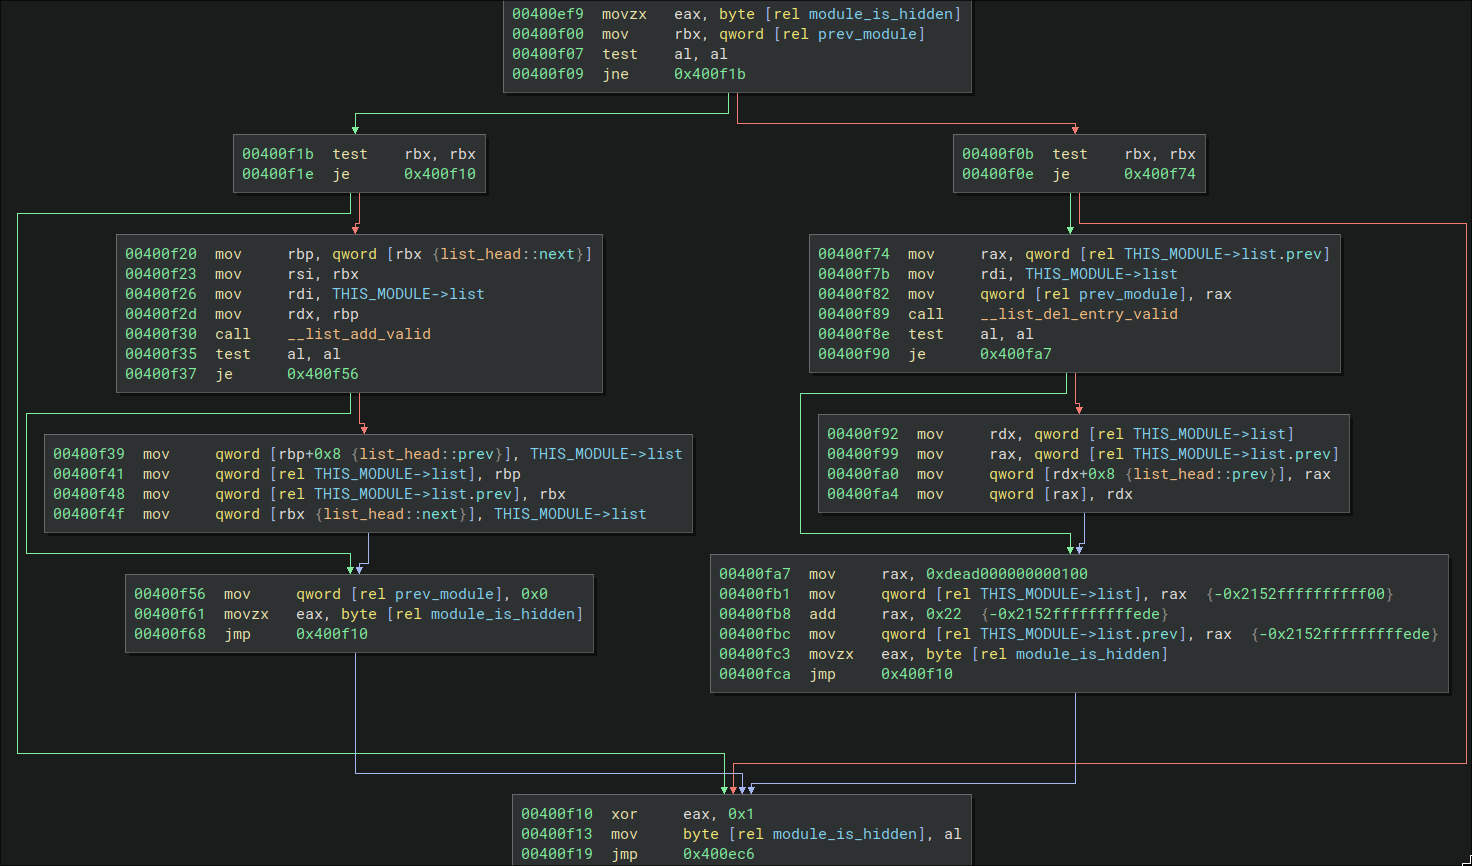 00400ef9 movzx eax, byte [rel module_is_hidden]
00400f00 mov rbx, qword [rel prev_module]
00400f07 test al, al
00400f09 jne 0x400f1b
00400f1b test rbx, rbx
00400f1e je 0x400f10
00400f0b test rbx, rbx
00400f0e je 0x400f74
00400f20 mov rbp, qword [rbx {list_head::next}]
00400f23 mov rsi, rbx
00400f26 mov rdi, THIS_MODULE->list
00400f2d mov rdx, rbp
00400f30 call __list_add_valid
00400f35 test al, al
00400f37 je 0x400f56
00400f74 mov rax, qword [rel THIS_MODULE->list.prev]
00400f7b mov rdi, THIS_MODULE->list
00400f82 mov qword [rel prev_module], rax
00400f89 call __list_del_entry_valid
00400f8e test al, al
00400f90 je 0x400fa7
00400f39 mov qword [rbp+0x8 {list_head::prev}], THIS_MODULE->list
00400f41 mov qword [rel THIS_MODULE->list], rbp
00400f48 mov qword [rel THIS_MODULE->list.prev], rbx
00400f4f mov qword [rbx {list_head::next}], THIS_MODULE->list
00400f92 mov rdx, qword [rel THIS_MODULE->list]
00400f99 mov rax, qword [rel THIS_MODULE->list.prev]
00400fa0 mov qword [rdx+0x8 {list_head::prev}], rax
00400fa4 mov qword [rax], rdx
00400f56 mov qword [rel prev_module], 0x0
00400f61 movzx eax, byte [rel module_is_hidden]
00400f68 jmp 0x400f10
00400fa7 mov rax, 0xdead000000000100
00400fb1 mov qword [rel THIS_MODULE->list], rax {-0x2152ffffffffff00}
00400fb8 add rax, 0x22 {-0x2152fffffffffede}
00400fbc mov qword [rel THIS_MODULE->list.prev], rax {-0x2152fffffffffede}
00400fc3 movzx eax, byte [rel module_is_hidden]
00400fca jmp 0x400f10
00400f10 xor eax, 0x1
00400f13 mov byte [rel module_is_hidden], al
00400f19 jmp 0x400ec6